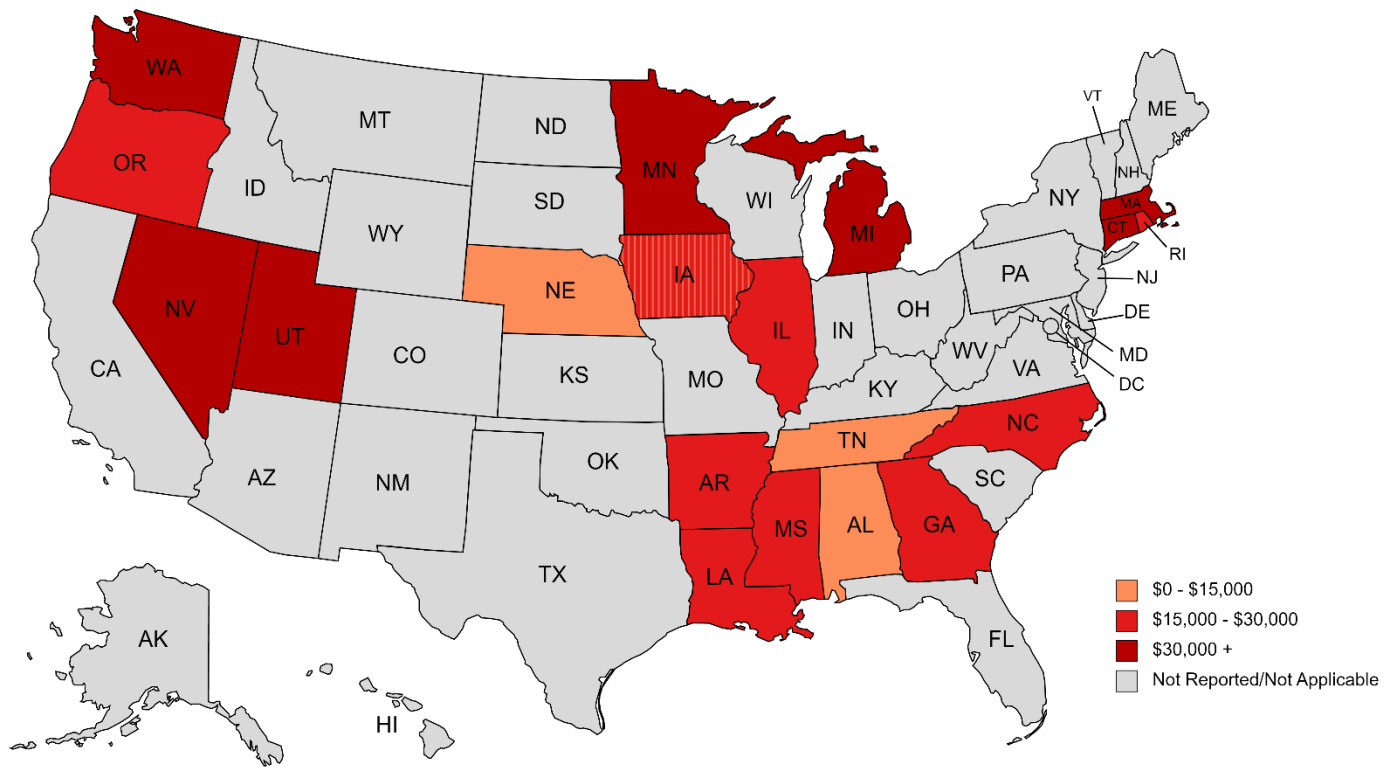 WA
MT
ND
MN
VT
ME
OR
ID
SD
WI
NH
NY
MA
CT
RI
WY
MI
NE
IA
PA
NJ
NV
UT
CO
IL
IN
OH
DE
WV
MD
VA
DC
CA
KS
MO
KY
AZ
NM
OK
TN
NC
AR
SC
MS
AL
GA
TX
LA
AK
FL
HI
$0 - $15,000
$15,000 - $30,000
$30,000 +
Not Reported/Not Applicable